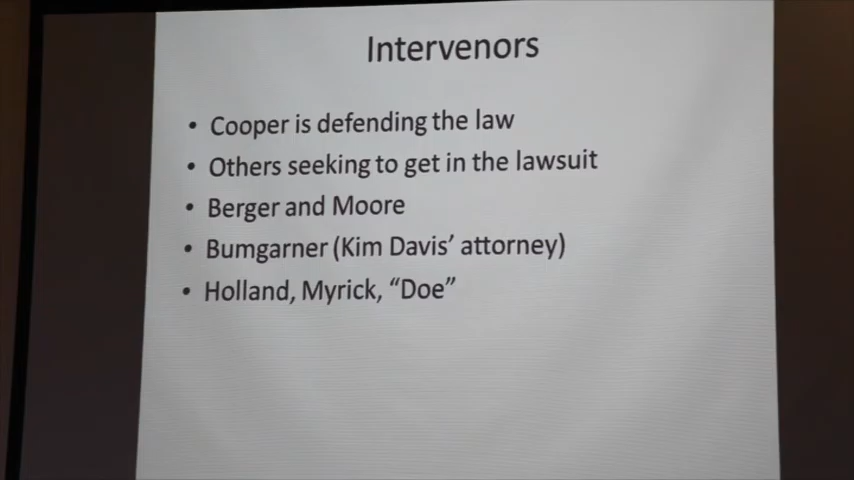 Intervenors
• Cooper is defending the law
• Others seeking to get in the lawsuit
• Berger and Moore
• Bumgarner (Kim Davis’ attorney)
• Holland, Myrick, “Doe”